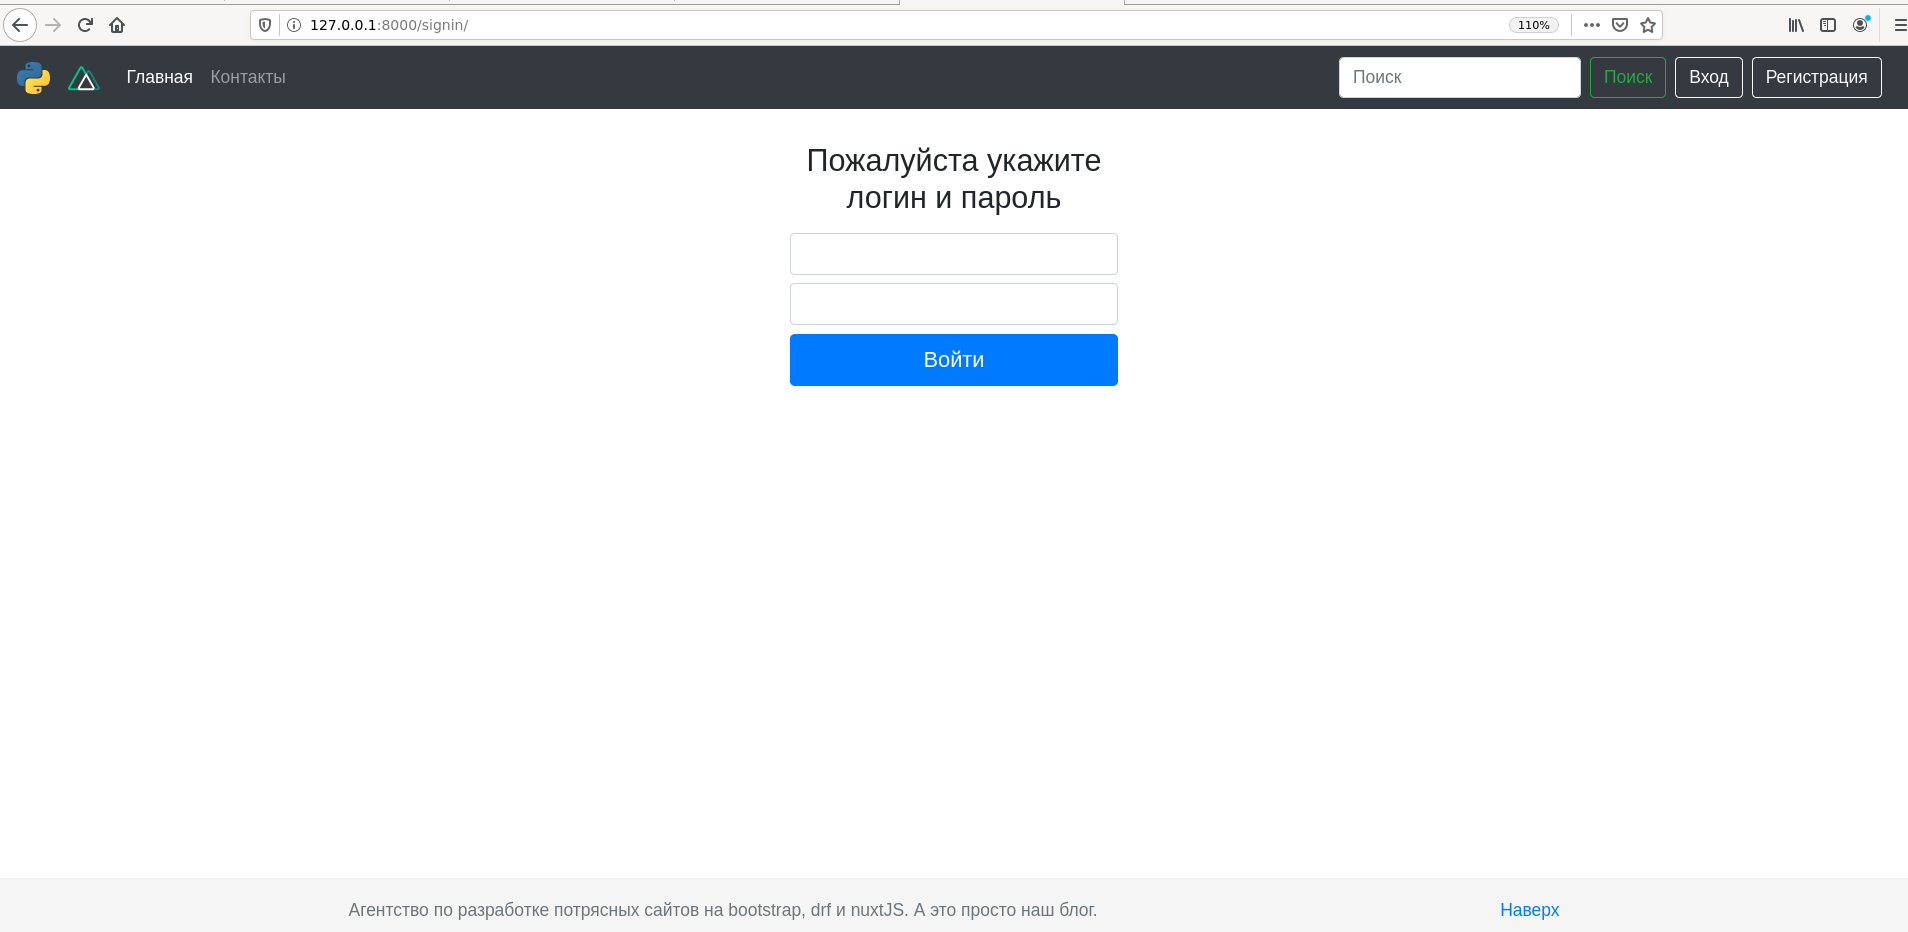 127.0.0.1:8000/signin/
110%
Главная Контакты
Поиск Поиск Вход Регистрация
Пожалуйста укажите
логин и пароль
Войти
Агентство по разработке потрясных сайтов на bootstrap, drf и nuxtJS. А это просто наш блог.
Наверх